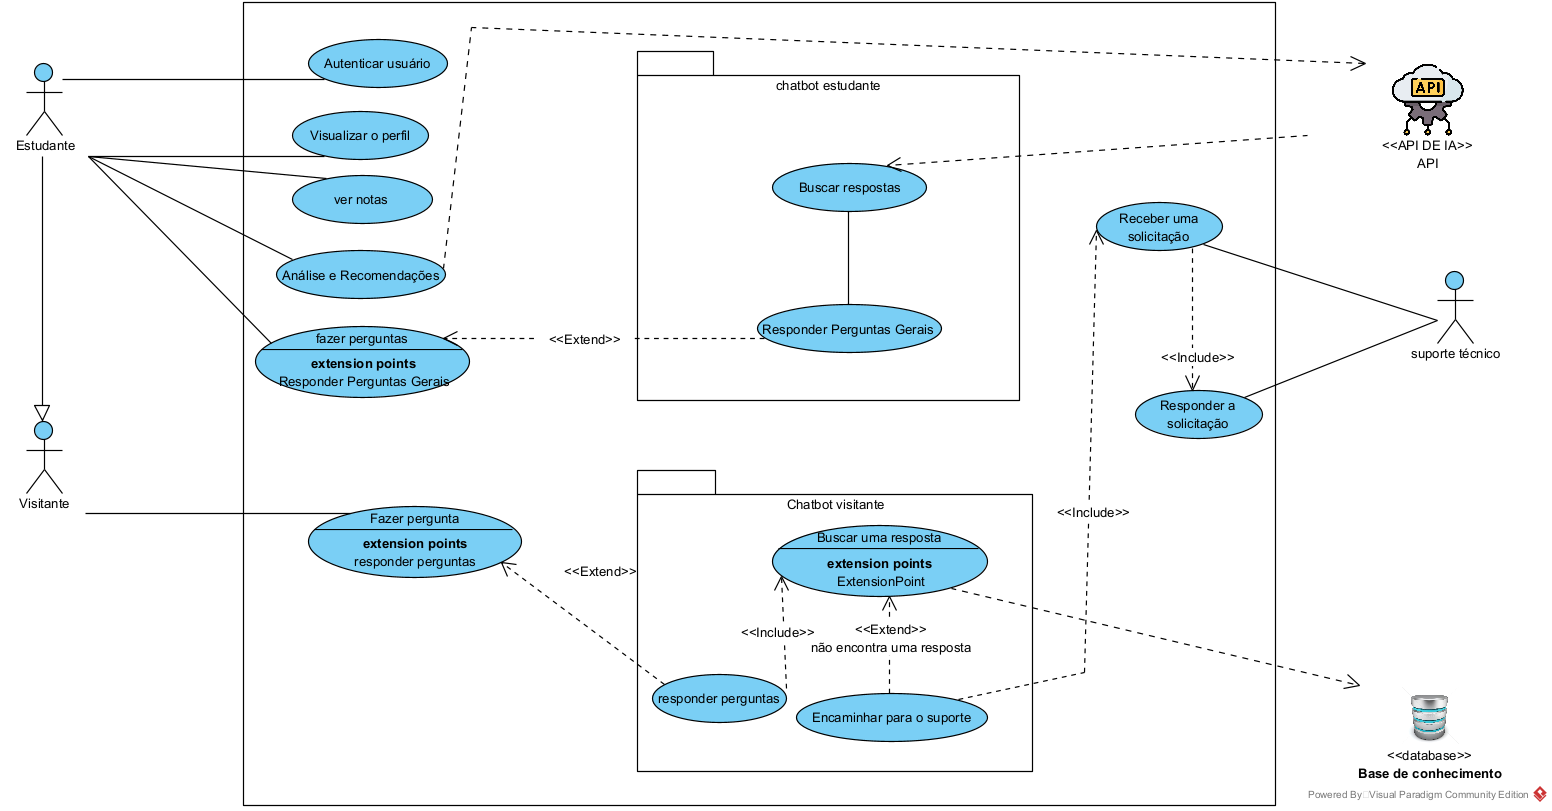 Autenticar usuário
Estudante
Visualizar o perfil
ver notas
Análise e Recomendações
fazer perguntas
extension points
Responder Perguntas Gerais
<<Extend>>
chatbot estudante
Buscar respostas
Responder Perguntas Gerais
API
<<API DE IA>>
API
Receber uma
solicitação
<<Include>>
Responder a
solicitação
suporte técnico
Visitante
Fazer pergunta
extension points
responder perguntas
<<Extend>>
Chatbot visitante
Buscar uma resposta
extension points
ExtensionPoint
<<Include>>
<<Extend>>
não encontra uma resposta
responder perguntas
Encaminhar para o suporte
<<Include>>
<<database>>
Base de conhecimento
Powered By Visual Paradigm Community Edition